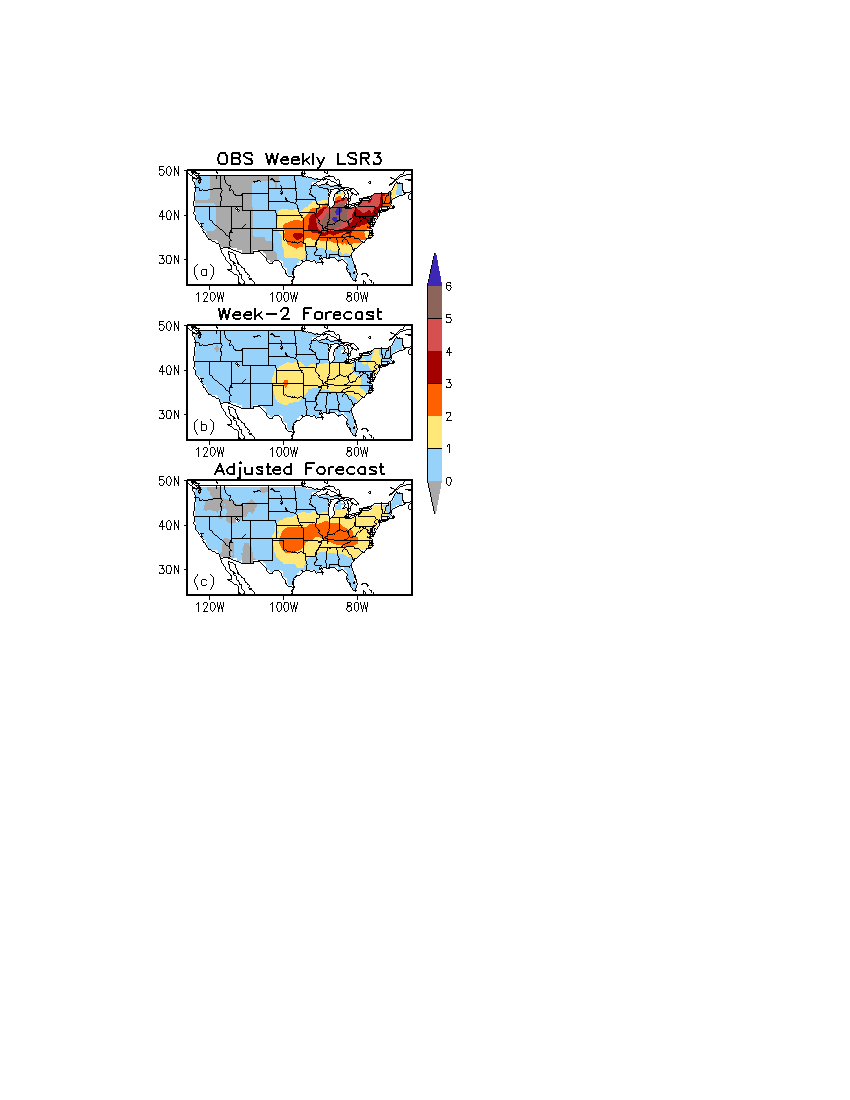 OBS Weekly LSR3
50N
40N
30N
(a)
120W 100W 80W
Week-2 Forecast
50N
40N
30N
(b)
120W 100W 80W
Adjusted Forecast
50N
40N
30N
(c)
120W 100W 80W
6
5
4
3
2
1
0